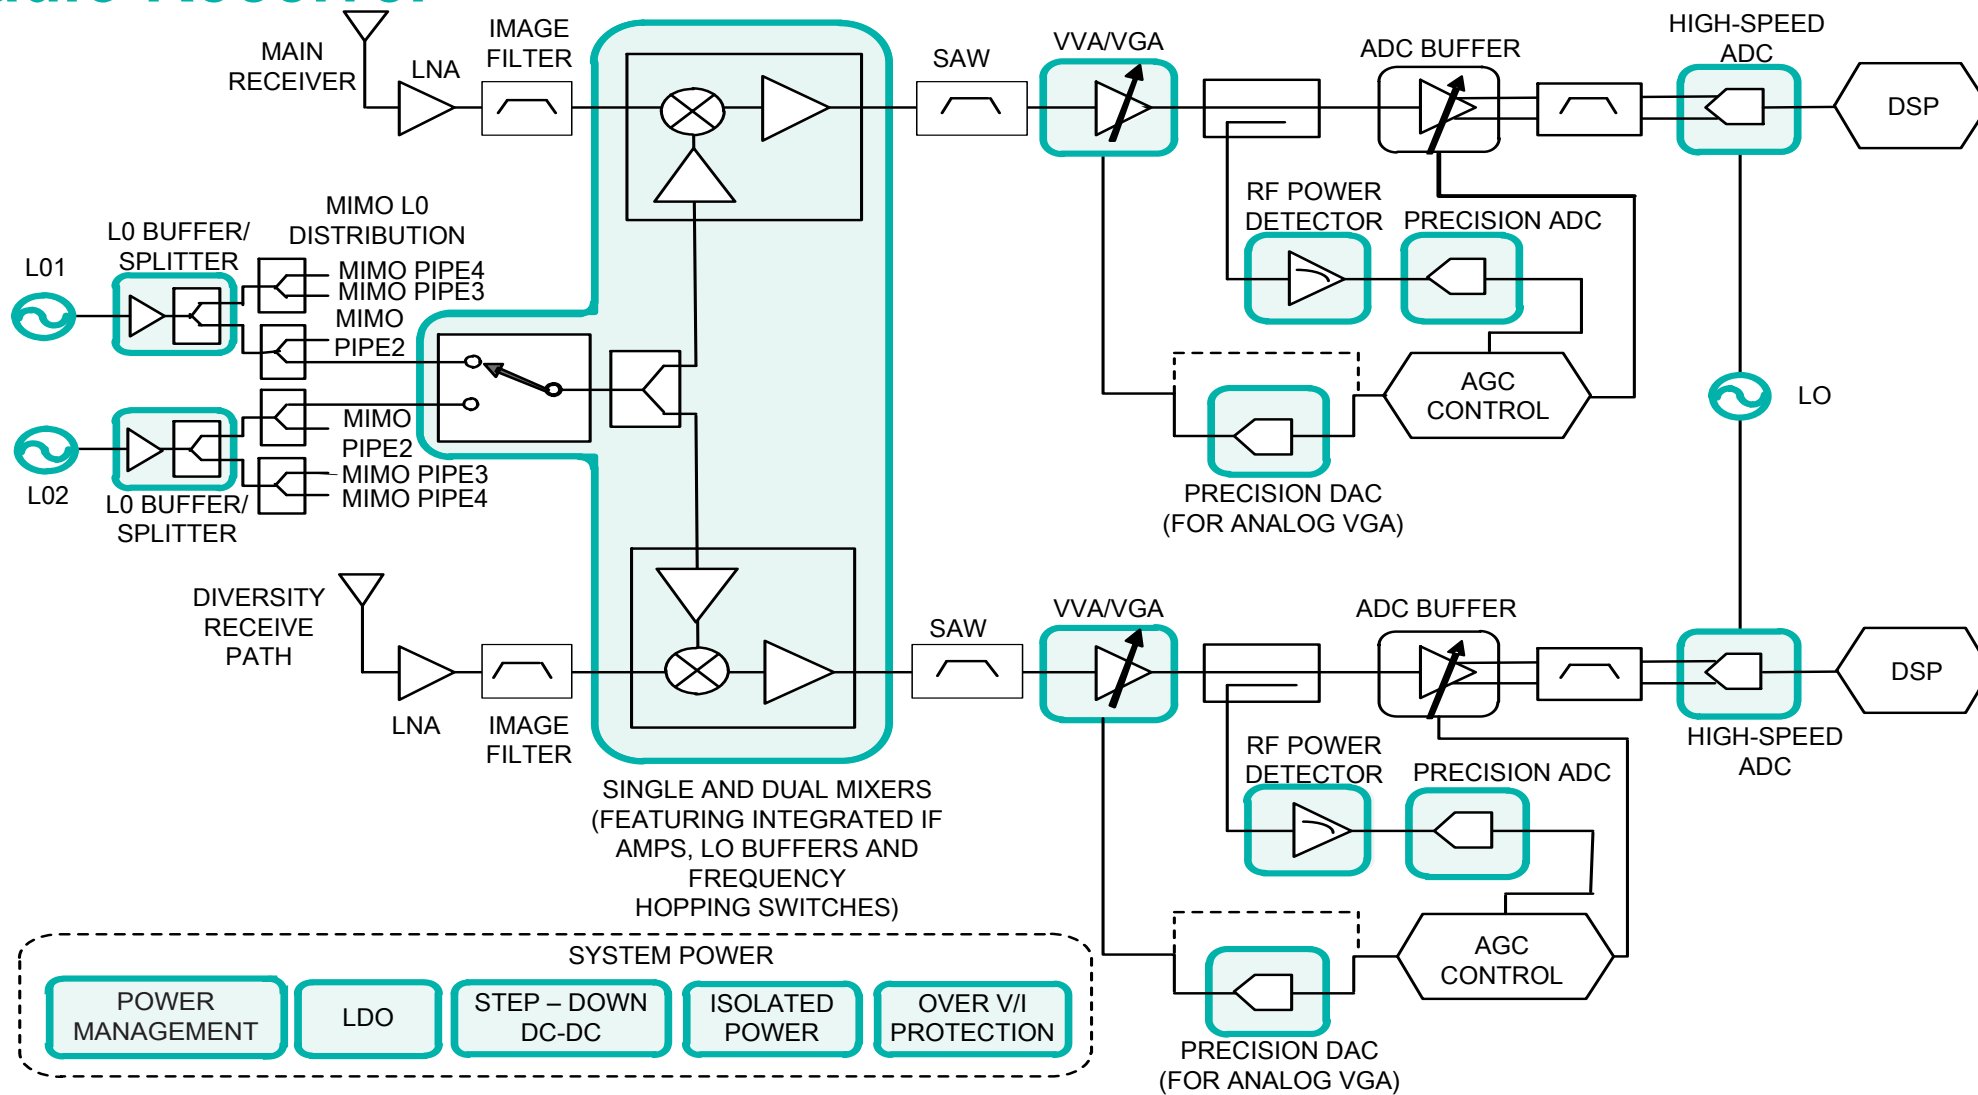 MAIN
RECEIVER
LNA
IMAGE
FILTER
SAW
VVA/VGA
ADC BUFFER
HIGH-SPEED
ADC
DSP
RF POWER
DETECTOR
PRECISION ADC
AGC
CONTROL
LO
PRECISION DAC
(FOR ANALOG VGA)
MIMO L0
DISTRIBUTION
L0 BUFFER/
SPLITTER
L01
MIMO PIPE4
MIMO PIPE3
MIMO
PIPE2
MIMO
PIPE2
MIMO PIPE3
MIMO PIPE4
L02
L0 BUFFER/
SPLITTER
DIVERSITY
RECEIVE
PATH
LNA
IMAGE
FILTER
SAW
VVA/VGA
ADC BUFFER
DSP
HIGH-SPEED
ADC
RF POWER
DETECTOR
PRECISION ADC
AGC
CONTROL
PRECISION DAC
(FOR ANALOG VGA)
SINGLE AND DUAL MIXERS
(FEATURING INTEGRATED IF
AMPS, LO BUFFERS AND
FREQUENCY
HOPPING SWITCHES)
SYSTEM POWER
POWER
MANAGEMENT
LDO
STEP – DOWN
DC-DC
ISOLATED
POWER
OVER V/I
PROTECTION